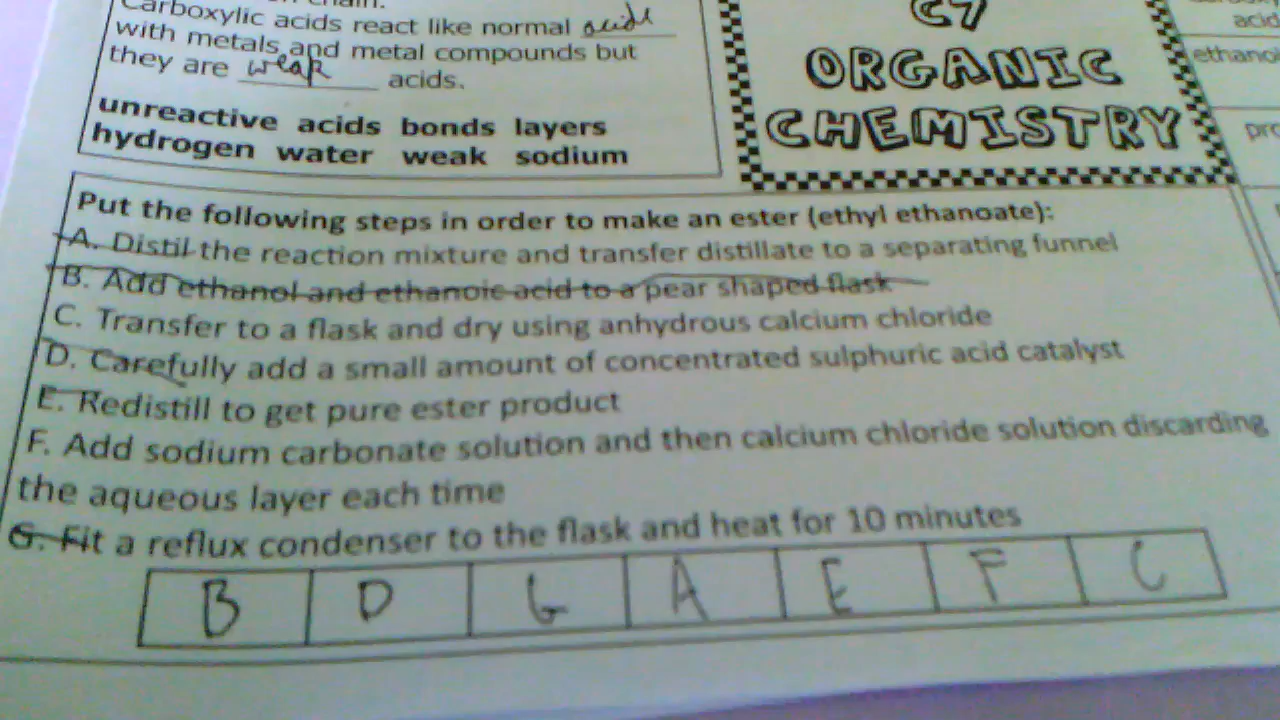 chain.
Carboxylic acids react like normal acids
with metals and metal compounds but
they are weak acids.
unreactive acids bonds layers
hydrogen water weak sodium
C7
ORGANIC
CHEMISTRY
acid
ethanoi
pro
Put the following steps in order to make an ester (ethyl ethanoate):
A. Distil the reaction mixture and transfer distillate to a separating funnel
B. Add ethanol and ethanoic acid to a pear shaped flask
C. Transfer to a flask and dry using anhydrous calcium chloride
D. Carefully add a small amount of concentrated sulphuric acid catalyst
E. Redistill to get pure ester product
F. Add sodium carbonate solution and then calcium chloride solution discarding
the aqueous layer each time
G. Fit a reflux condenser to the flask and heat for 10 minutes
B D G A E F C